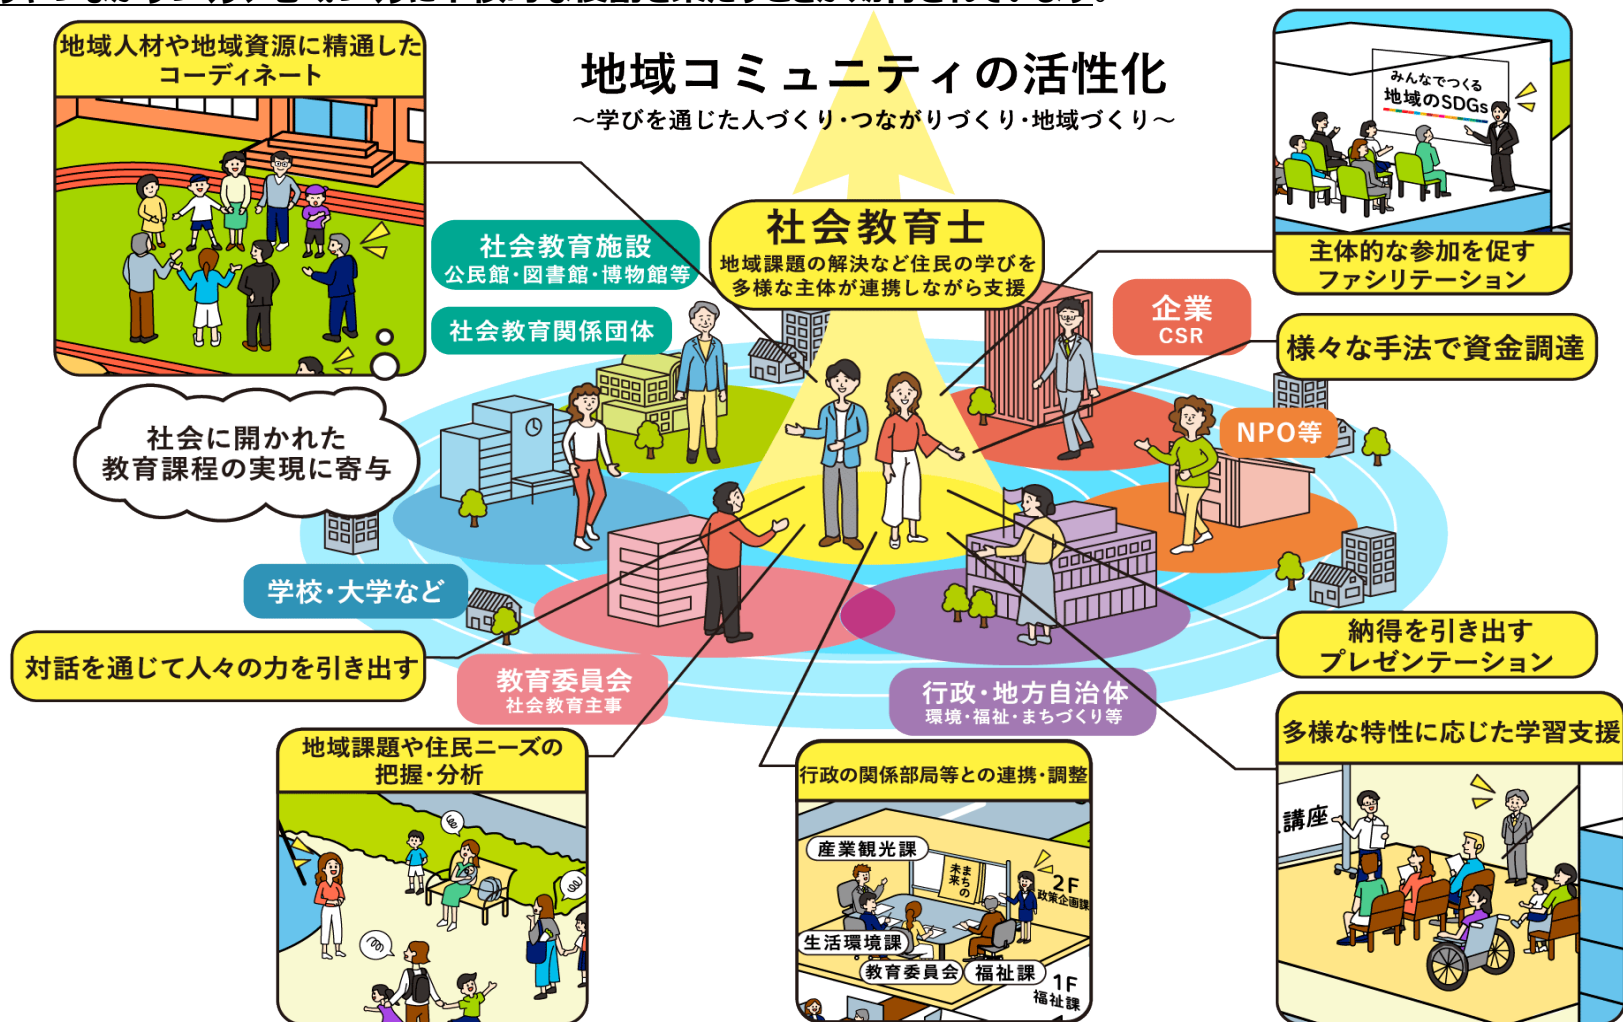 地域コミュニティの活性化
～学びを通じた人づくり・つながりづくり・地域づくり～
地域人材や地域資源に精通した
コーディネート
みんなでつくる
地域のSDGs
主体的な参加を促す
ファシリテーション
社会教育士
地域課題の解決など住民の学びを
多様な主体が連携しながら支援
社会教育施設
公民館・図書館・博物館等
社会教育関係団体
企業
CSR
様々な手法で資金調達
NPO等
社会に開かれた
教育課程の実現に寄与
学校・大学など
対話を通じて人々の力を引き出す
教育委員会
社会教育主事
行政・地方自治体
環境・福祉・まちづくり等
納得を引き出す
プレゼンテーション
地域課題や住民ニーズの
把握・分析
行政の関係部局等との連携・調整
産業観光課
まちの
未来
2F
政策企画課
生活環境課
教育委員会
福祉課
1F
福祉課
多様な特性に応じた学習支援
講座